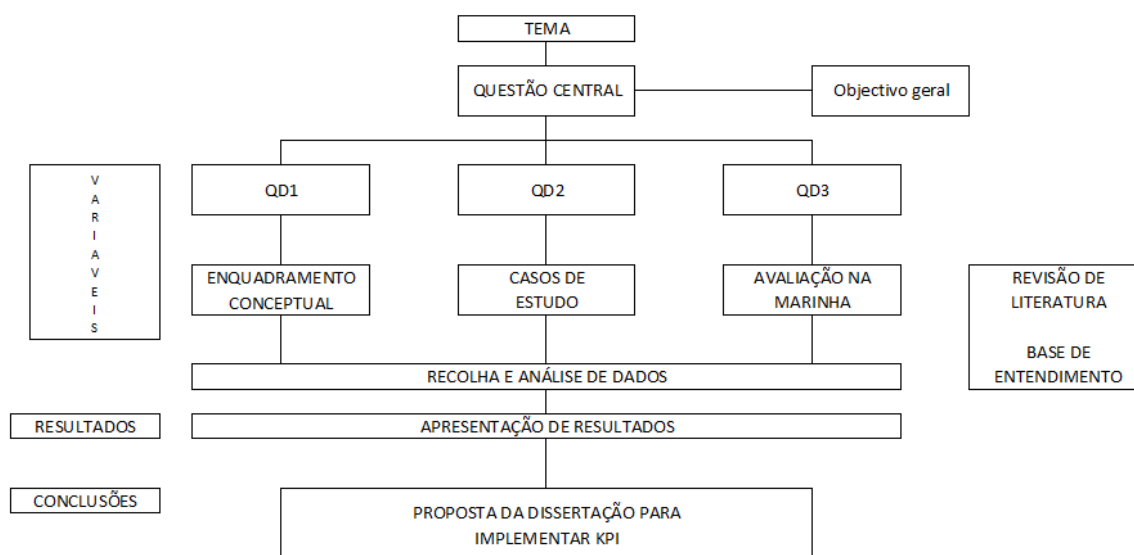 TEMA
QUESTÃO CENTRAL
Objectivo geral
VARIAVEIS
QD1
QD2
QD3
ENQUADRAMENTO
CONCEPTUAL
CASOS DE
ESTUDO
AVALIAÇÃO NA
MARINHA
REVISÃO DE
LITERATURA
BASE DE
ENTENDIMENTO
RECOLHA E ANÁLISE DE DADOS
RESULTADOS
APRESENTAÇÃO DE RESULTADOS
CONCLUSÕES
PROPOSTA DA DISSERTAÇÃO PARA
IMPLEMENTAR KPI